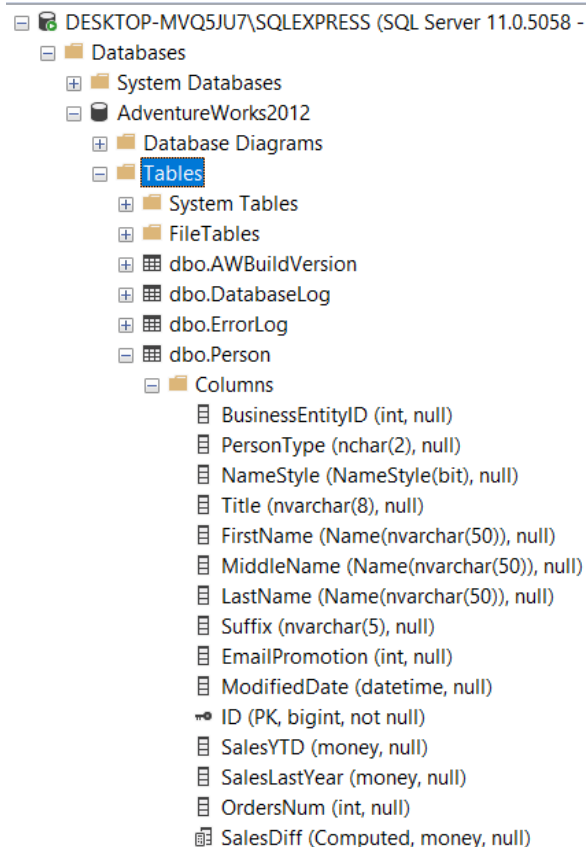 DESKTOP-MVQ5JU7\SQLEXPRESS (SQL Server 11.0.5058 -
Databases
System Databases
AdventureWorks2012
Database Diagrams
Tables
System Tables
FileTables
dbo.AWBuildVersion
dbo.DatabaseLog
dbo.ErrorLog
dbo.Person
Columns
BusinessEntityID (int, null)
PersonType (nchar(2), null)
NameStyle (NameStyle(bit), null)
Title (nvarchar(8), null)
FirstName (Name(nvarchar(50)), null)
MiddleName (Name(nvarchar(50)), null)
LastName (Name(nvarchar(50)), null)
Suffix (nvarchar(5), null)
EmailPromotion (int, null)
ModifiedDate (datetime, null)
ID (PK, bigint, not null)
SalesYTD (money, null)
SalesLastYear (money, null)
OrdersNum (int, null)
SalesDiff (Computed, money, null)